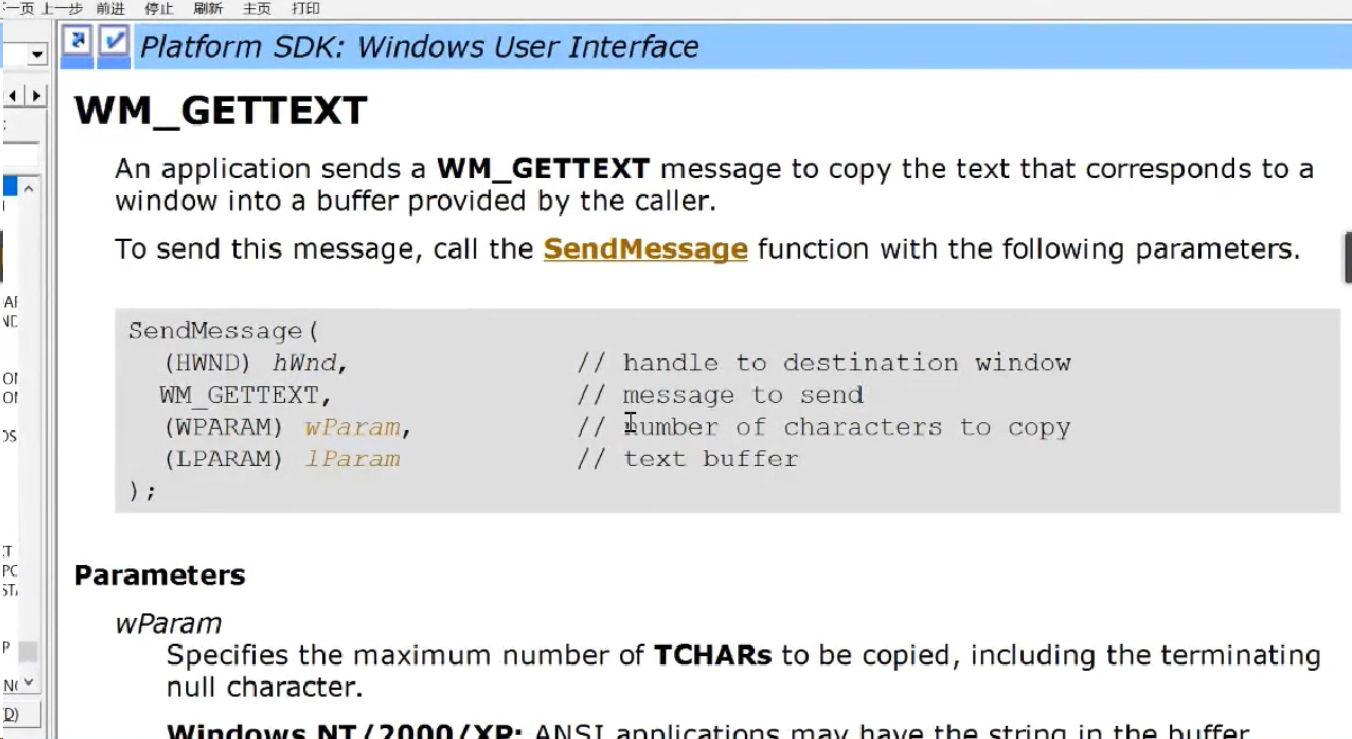 一页 上一步 前进 停止 刷新 主页 打印
Platform SDK: Windows User Interface
WM_GETTEXT
An application sends a WM_GETTEXT message to copy the text that corresponds to a
window into a buffer provided by the caller.
To send this message, call the SendMessage function with the following parameters.
SendMessage(
(HWND) hWnd, // handle to destination window
WM_GETTEXT, // message to send
(WPARAM) wParam, // number of characters to copy
(LPARAM) lParam // text buffer
);
Parameters
wParam
Specifies the maximum number of TCHARs to be copied, including the terminating
null character.
Windows NT/2000/XP: ANSI applications may have the string in the buffer